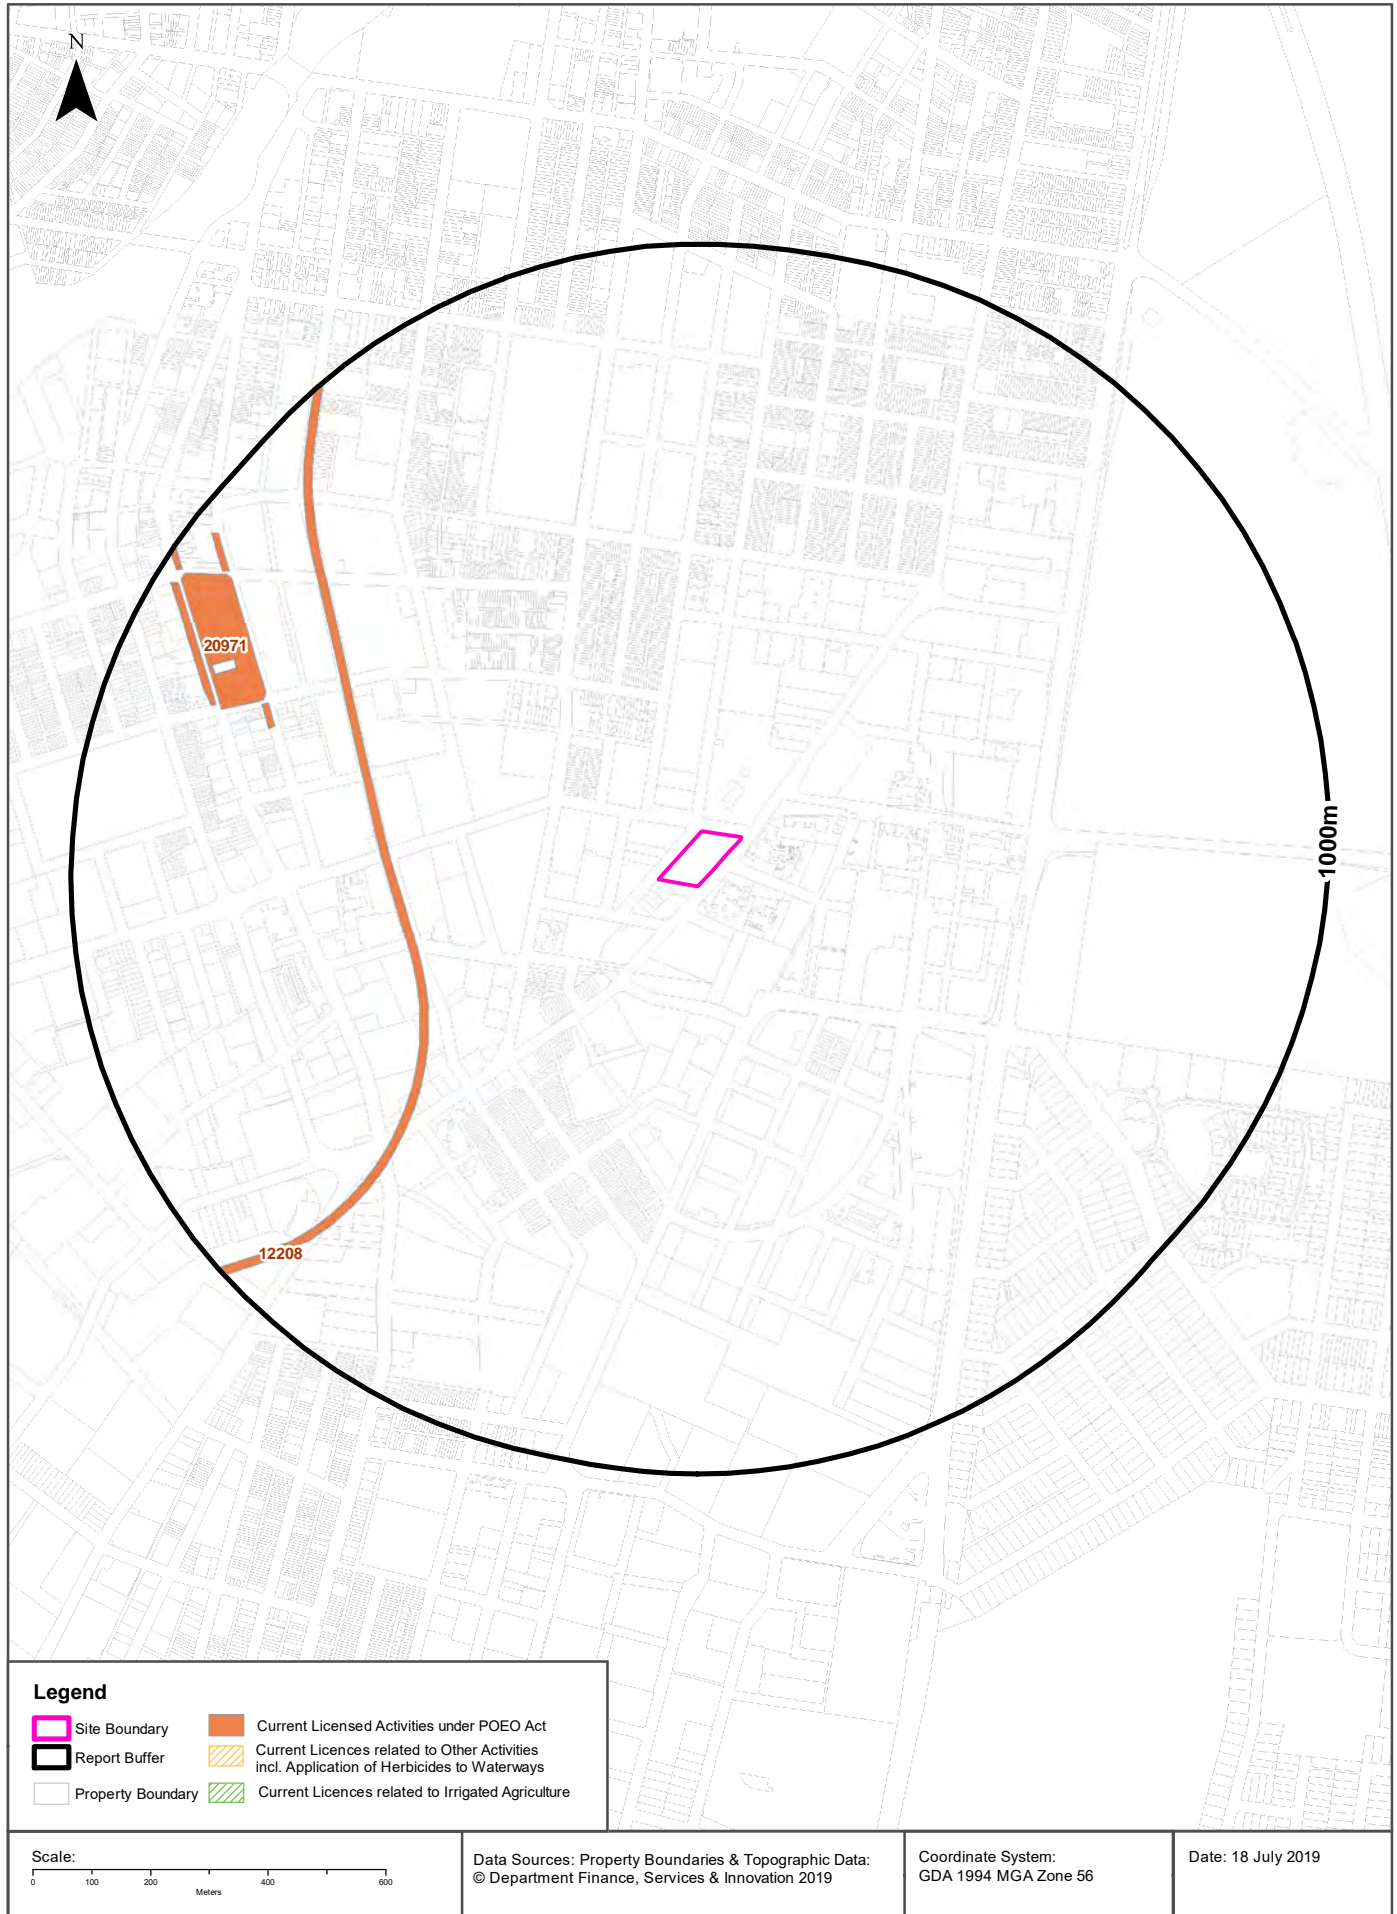 N
20971
1000m
12208
Legend
Site Boundary
Report Buffer
Property Boundary
Current Licensed Activities under POEO Act
Current Licences related to Other Activities
incl. Application of Herbicides to Waterways
Current Licences related to Irrigated Agriculture
Scale:
0 100 200 400 600
Meters
Data Sources: Property Boundaries & Topographic Data:
© Department Finance, Services & Innovation 2019
Coordinate System:
GDA 1994 MGA Zone 56
Date: 18 July 2019